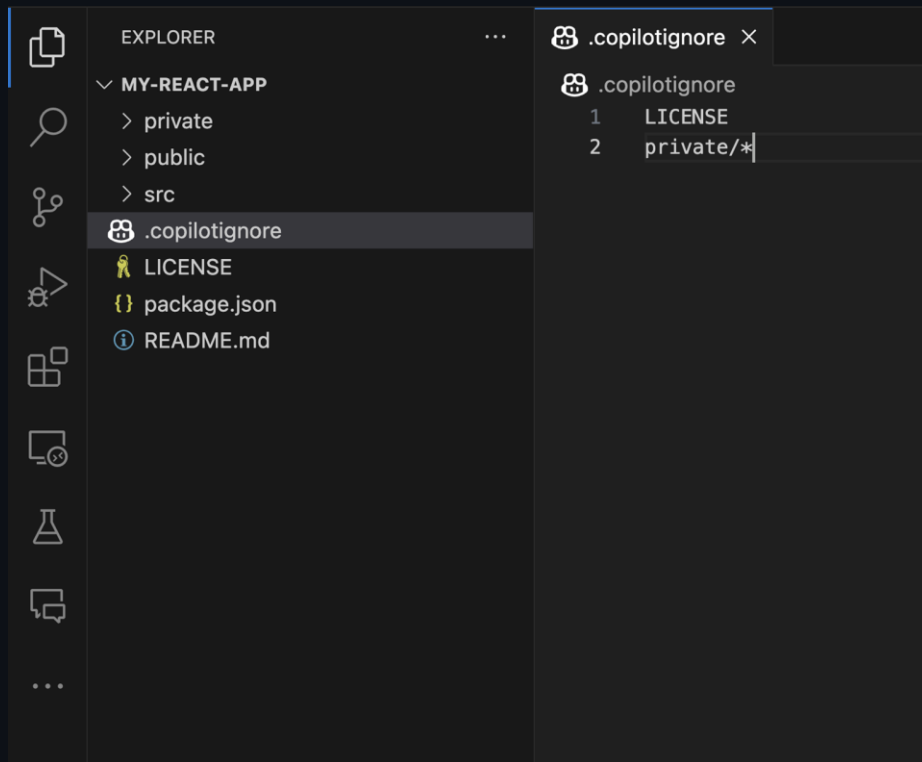 EXPLORER
MY-REACT-APP
private
public
src
.copilotignore
LICENSE
{} package.json
README.md
.copilotignore
.copilotignore
1 LICENSE
2 private/*